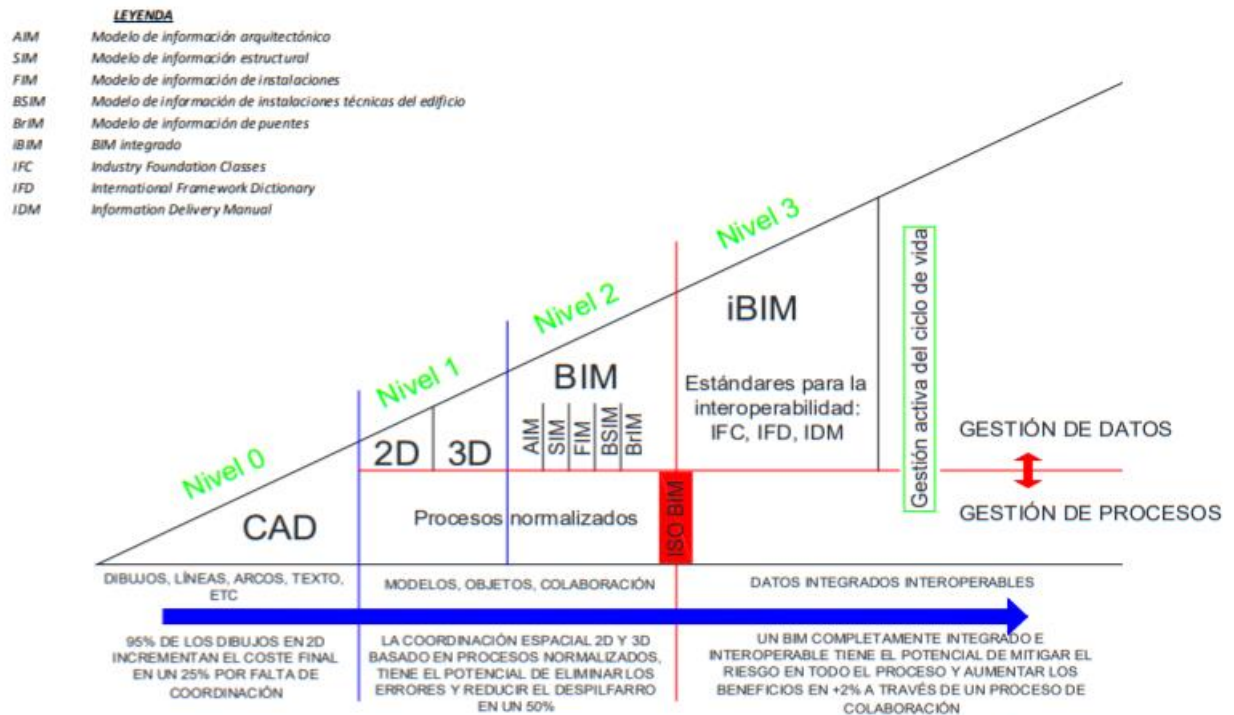 LEYENDA
AIM Modelo de información arquitectónico
SIM Modelo de información estructural
FIM Modelo de información de instalaciones
BSIM Modelo de información de instalaciones técnicas del edificio
BrIM Modelo de información de puentes
iBIM BIM integrado
IFC Industry Foundation Classes
IFD International Framework Dictionary
IDM Information Delivery Manual
Nivel 0
Nivel 1
Nivel 2
Nivel 3
CAD
2D
3D
BIM
AIM
SIM
FIM
BSIM
BrIM
iBIM
Estándares para la
interoperabilidad:
IFC, IFD, IDM
Gestión activa del ciclo de vida
GESTIÓN DE DATOS
GESTIÓN DE PROCESOS
Procesos normalizados
ISO BIM
DIBUJOS, LÍNEAS, ARCOS, TEXTO,
ETC
MODELOS, OBJETOS, COLABORACIÓN
DATOS INTEGRADOS INTEROPERABLES
95% DE LOS DIBUJOS EN 2D
INCREMENTAN EL COSTE FINAL
EN UN 25% POR FALTA DE
COORDINACIÓN
LA COORDINACIÓN ESPACIAL 2D Y 3D
BASADO EN PROCESOS NORMALIZADOS,
TIENE EL POTENCIAL DE ELIMINAR LOS
ERRORES Y REDUCIR EL DESPILFARRO
EN UN 50%
UN BIM COMPLETAMENTE INTEGRADO E
INTEROPERABLE TIENE EL POTENCIAL DE MITIGAR EL
RIESGO EN TODO EL PROCESO Y AUMENTAR LOS
BENEFICIOS EN +2% A TRAVÉS DE UN PROCESO DE
COLABORACIÓN